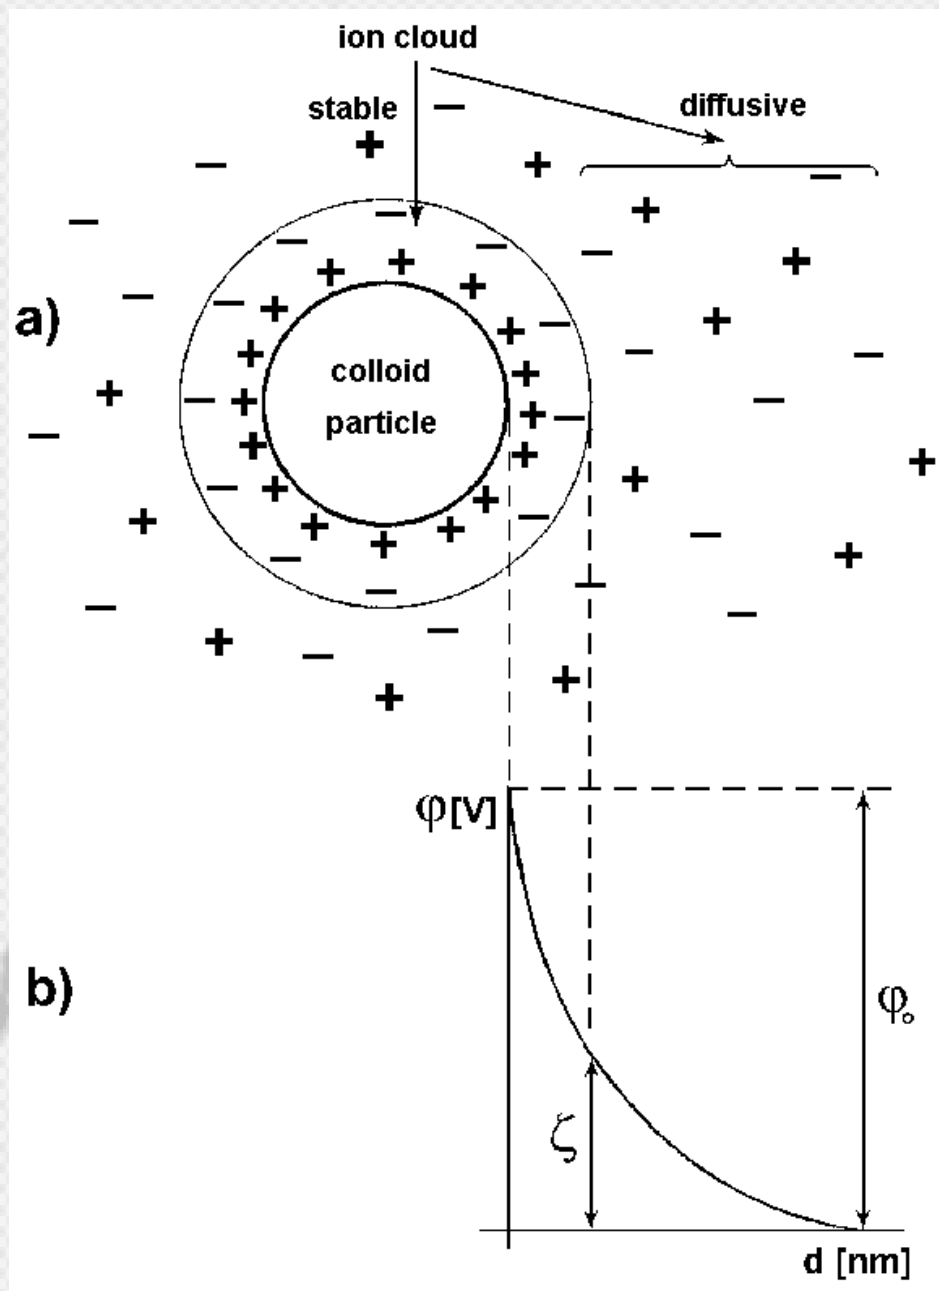 ion cloud
stable
diffusive
a)
colloid
particle
φ[V]
b)
φ₀
ζ
d [nm]